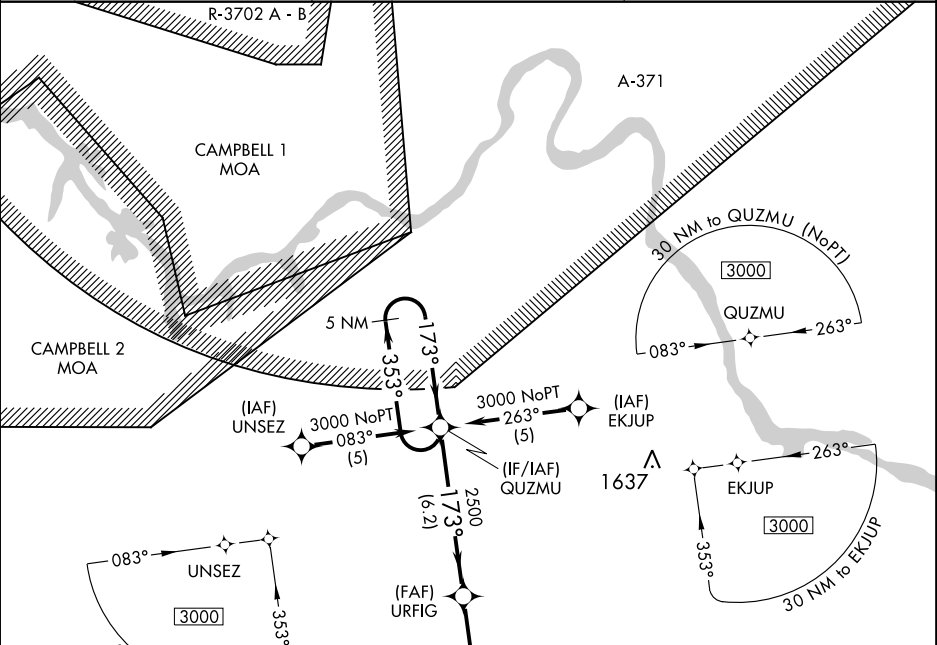 R-3702 A - B
A-371
CAMPBELL 1
MOA
30 NM to QUZMU (NoPT)
3000
QUZMU
083°
263°
5 NM
173°
353°
CAMPBELL 2
MOA
(IAF)
UNSEZ
3000 NoPT
083°
(5)
3000 NoPT
263°
(5)
(IAF)
EKJUP
(IF/IAF)
QUZMU
1637
2500
173°
(6.2)
263°
EKJUP
3000
353°
30 NM to EKJUP
083°
UNSEZ
3000
353°
(FAF)
URFIG